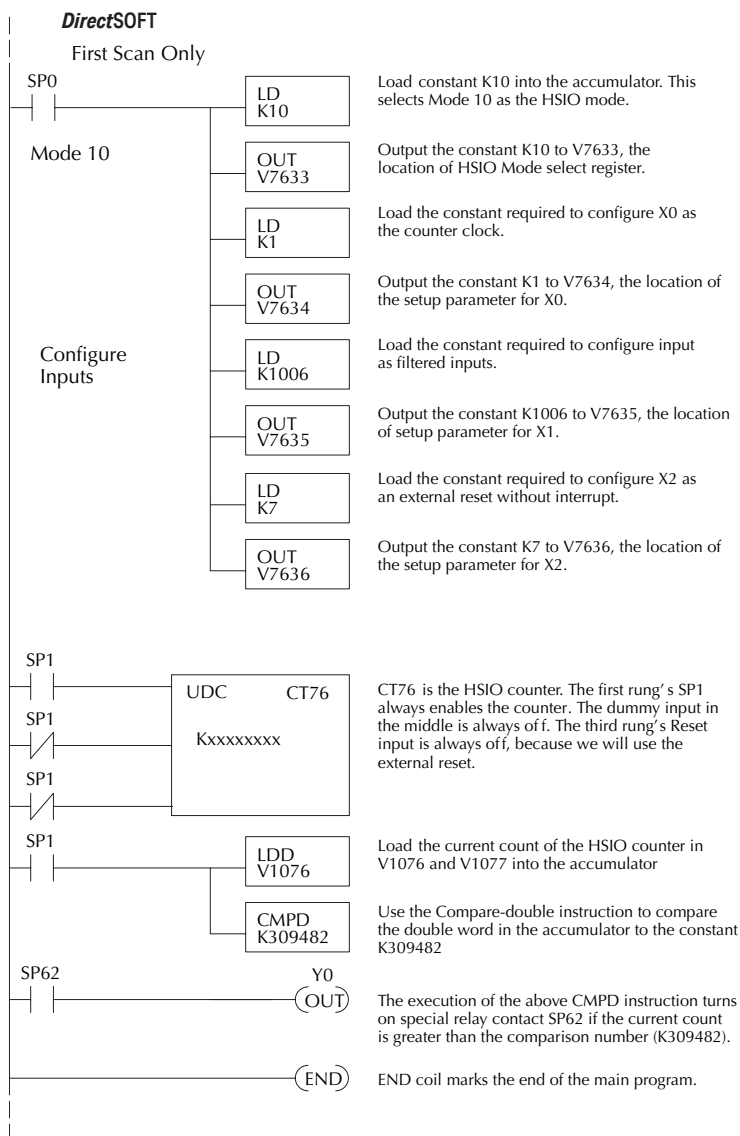 DirectSOFT
First Scan Only
SP0
LD
K10
Load constant K10 into the accumulator. This
selects Mode 10 as the HSIO mode.
Mode 10
OUT
V7633
Output the constant K10 to V7633, the
location of HSIO Mode select register.
LD
K1
Load the constant required to configure X0 as
the counter clock.
OUT
V7634
Output the constant K1 to V7634, the location of
the setup parameter for X0.
Configure
Inputs
LD
K1006
Load the constant required to configure input
as filtered inputs.
OUT
V7635
Output the constant K1006 to V7635, the location
of setup parameter for X1.
LD
K7
Load the constant required to configure X2 as
an external reset without interrupt.
OUT
V7636
Output the constant K7 to V7636, the location of
the setup parameter for X2.
SP1
UDC CT76
SP1
Kxxxxxxxx
SP1
CT76 is the HSIO counter. The first rung's SP1
always enables the counter. The dummy input in
the middle is always off. The third rung's Reset
input is always off, because we will use the
external reset.
SP1
LDD
V1076
Load the current count of the HSIO counter in
V1076 and V1077 into the accumulator
CMPD
K309482
Use the Compare-double instruction to compare
the double word in the accumulator to the constant
K309482
SP62
Y0
OUT
The execution of the above CMPD instruction turns
on special relay contact SP62 if the current count
is greater than the comparison number (K309482).
END
END coil marks the end of the main program.